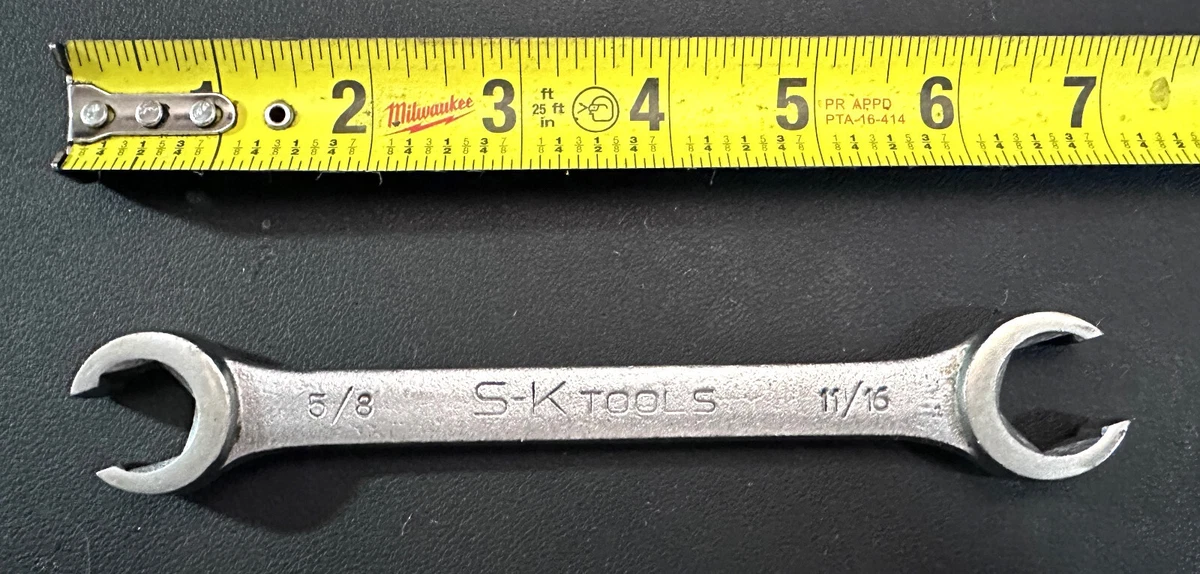 1 2 Milwaukee 3 ft 4 5 PR APPD 6 7
25 ft PTA-16-414
in
5/8 S-K TOOLS 11/16